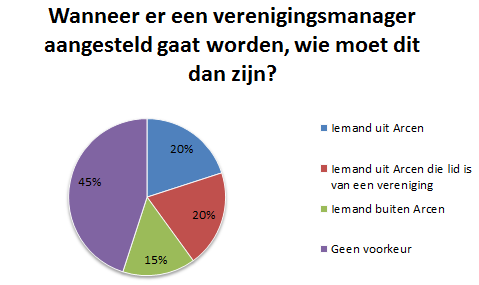 Wanneer er een verenigingsmanager
aangesteld gaat worden, wie moet dit
dan zijn?
20%
20%
15%
45%
Iemand uit Arcen
Iemand uit Arcen die lid is
van een vereniging
Iemand buiten Arcen
Geen voorkeur